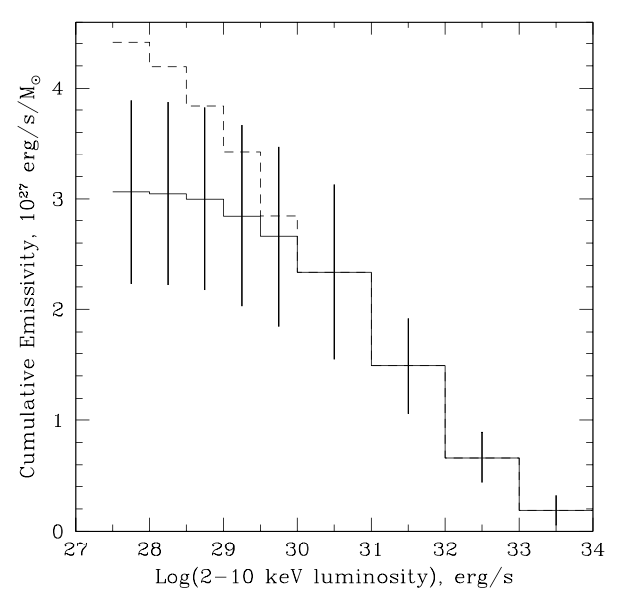 Cumulative Emissivity, 10²⁷ erg/s/M☉
4
3
2
1
0
27 28 29 30 31 32 33 34
Log(2−10 keV luminosity), erg/s